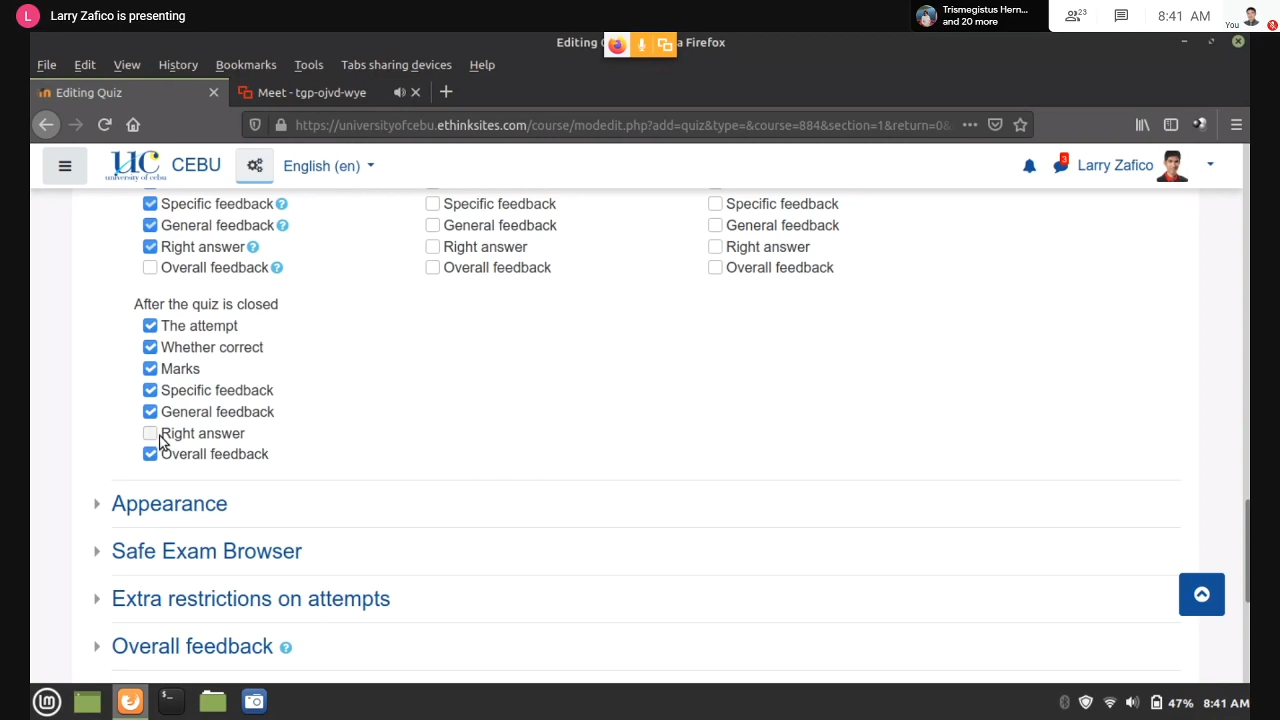 L Larry Zafico is presenting
Trismegistus Hern...
and 20 more
23
8:41 AM
You
Editing
a Firefox
File Edit View History Bookmarks Tools Tabs sharing devices Help
Editing Quiz
Meet - tgp-ojvd-wye
https://universityofcebu.ethinksites.com/course/modedit.php?add=quiz&type=&course=884&section=1&return=0&
UC
university of cebu
CEBU
English (en)
3
Larry Zafico
Specific feedback Specific feedback Specific feedback
General feedback General feedback General feedback
Right answer Right answer Right answer
Overall feedback Overall feedback Overall feedback
After the quiz is closed
The attempt
Whether correct
Marks
Specific feedback
General feedback
Right answer
Overall feedback
Appearance
Safe Exam Browser
Extra restrictions on attempts
Overall feedback
47% 8:41 AM